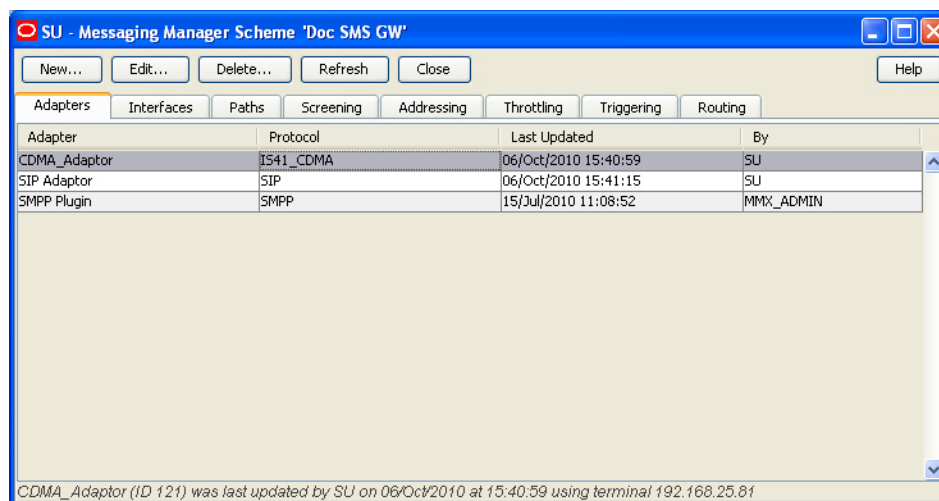 SU - Messaging Manager Scheme 'Doc SMS GW'
New... Edit... Delete... Refresh Close Help
Adapters Interfaces Paths Screening Addressing Throttling Triggering Routing
Adapter Protocol Last Updated By
CDMA_Adaptor IS41_CDMA 06/Oct/2010 15:40:59 SU
SIP Adaptor SIP 06/Oct/2010 15:41:15 SU
SMPP Plugin SMPP 15/Jul/2010 11:08:52 MMX_ADMIN
CDMA_Adaptor (ID 121) was last updated by SU on 06/Oct/2010 at 15:40:59 using terminal 192.168.25.81